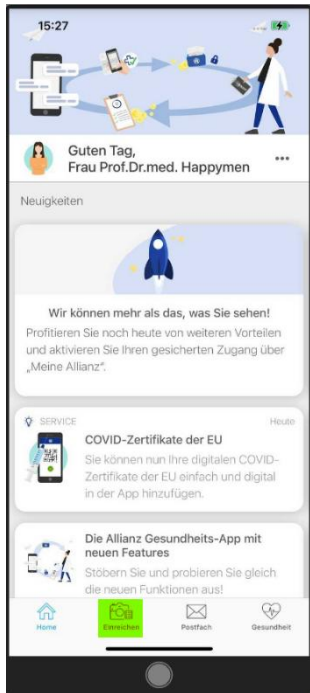 15:27
Guten Tag,
Frau Prof.Dr.med. Happymen
Neuigkeiten
Wir können mehr als das, was Sie sehen!
Profitieren Sie noch heute von weiteren Vorteilen
und aktivieren Sie Ihren gesicherten Zugang über
„Meine Allianz“.
SERVICE
Heute
COVID-Zertifikate der EU
Sie können nun Ihre digitalen COVID-
Zertifikate der EU einfach und digital
in der App hinzufügen.
Die Allianz Gesundheits-App mit
neuen Features
Stöbern Sie und probieren Sie gleich
die neuen Funktionen aus!
Home
Einreichen
Postfach
Gesundheit